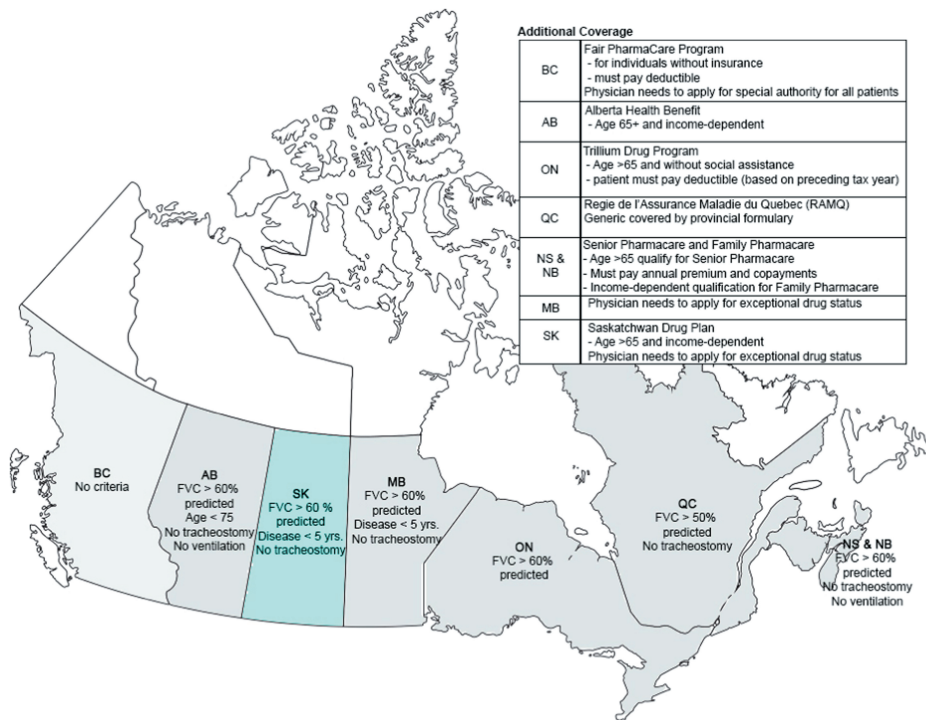 Additional Coverage
BC
Fair PharmaCare Program
- for individuals without insurance
- must pay deductible
Physician needs to apply for special authority for all patients
AB
Alberta Health Benefit
- Age 65+ and income-dependent
ON
Trillium Drug Program
- Age >65 and without social assistance
- patient must pay deductible (based on preceding tax year)
QC
Regie de l'Assurance Maladie du Quebec (RAMQ)
Generic covered by provincial formulary
NS &
NB
Senior Pharmacare and Family Pharmacare
- Age >65 qualify for Senior Pharmacare
- Must pay annual premium and copayments
- Income-dependent qualification for Family Pharmacare
MB
Physician needs to apply for exceptional drug status
SK
Saskatchwan Drug Plan
- Age >65 and income-dependent
Physician needs to apply for exceptional drug status
BC
No criteria
AB
FVC > 60%
predicted
Age < 75
No tracheostomy
No ventilation
SK
FVC > 60 %
predicted
Disease < 5 yrs.
No tracheostomy
MB
FVC > 60%
predicted
Disease < 5 yrs.
No tracheostomy
ON
FVC > 60%
predicted
QC
FVC > 50%
predicted
No tracheostomy
NS & NB
FVC > 60%
predicted
No tracheostomy
No ventilation